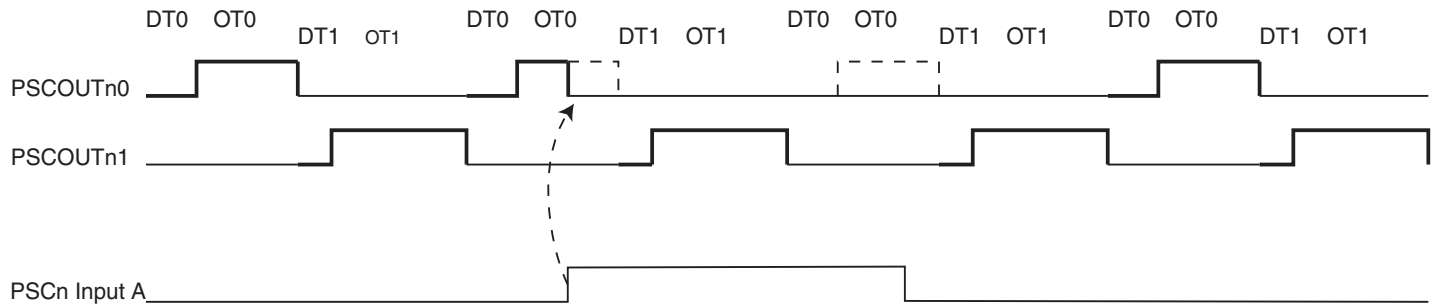 DT0 OT0 DT0 OT0 DT0 OT0 DT0 OT0
DT1 OT1 DT1 OT1 DT1 OT1 DT1 OT1
PSCOUTn0
PSCOUTn1
PSCn Input A